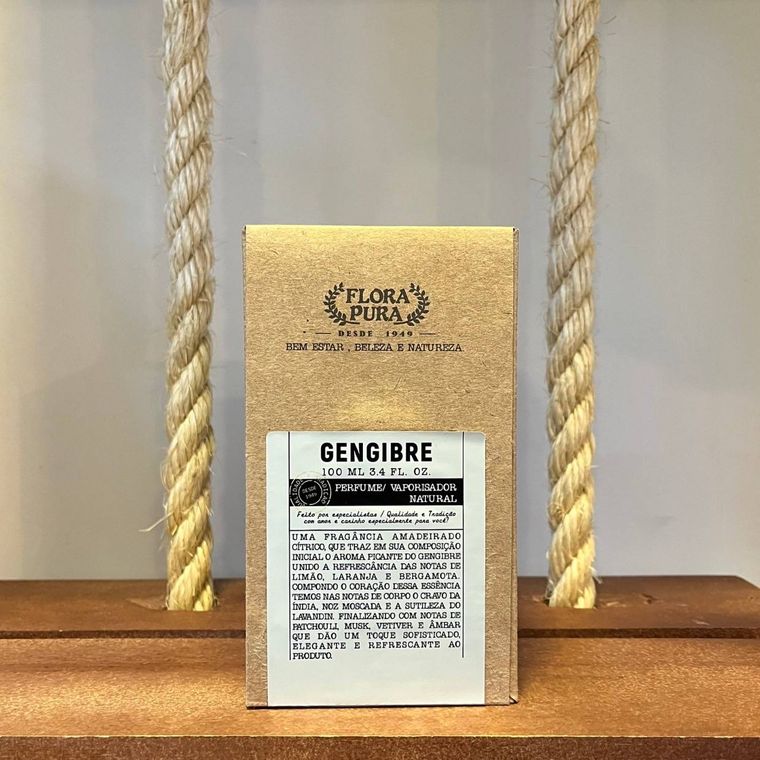 FLORA
PURA
DESDE 1949
BEM ESTAR , BELEZA E NATUREZA
GENGIBRE
100 ML 3.4 FL. OZ.
DESDE
1949
PERFUME/ VAPORISADOR
NATURAL
Feito por especialistas / Qualidade e Tradição
com amor e carinho especialmente para você!
UMA FRAGÂNCIA AMADEIRADO
CÍTRICO, QUE TRAZ EM SUA COMPOSIÇÃO
INICIAL O AROMA PICANTE DO GENGIBRE
UNIDO A REFRESCÂNCIA DAS NOTAS DE
LIMÃO, LARANJA E BERGAMOTA.
COMPONDO O CORAÇÃO DESSA ESSÊNCIA
TEMOS NAS NOTAS DE CORPO O CRAVO DA
ÍNDIA, NOZ MOSCADA E A SUTILEZA DO
LAVANDIN. FINALIZANDO COM NOTAS DE
PATCHOULI, MUSK, VETIVER E ÂMBAR
QUE DÃO UM TOQUE SOFISTICADO,
ELEGANTE E REFRESCANTE AO
PRODUTO.